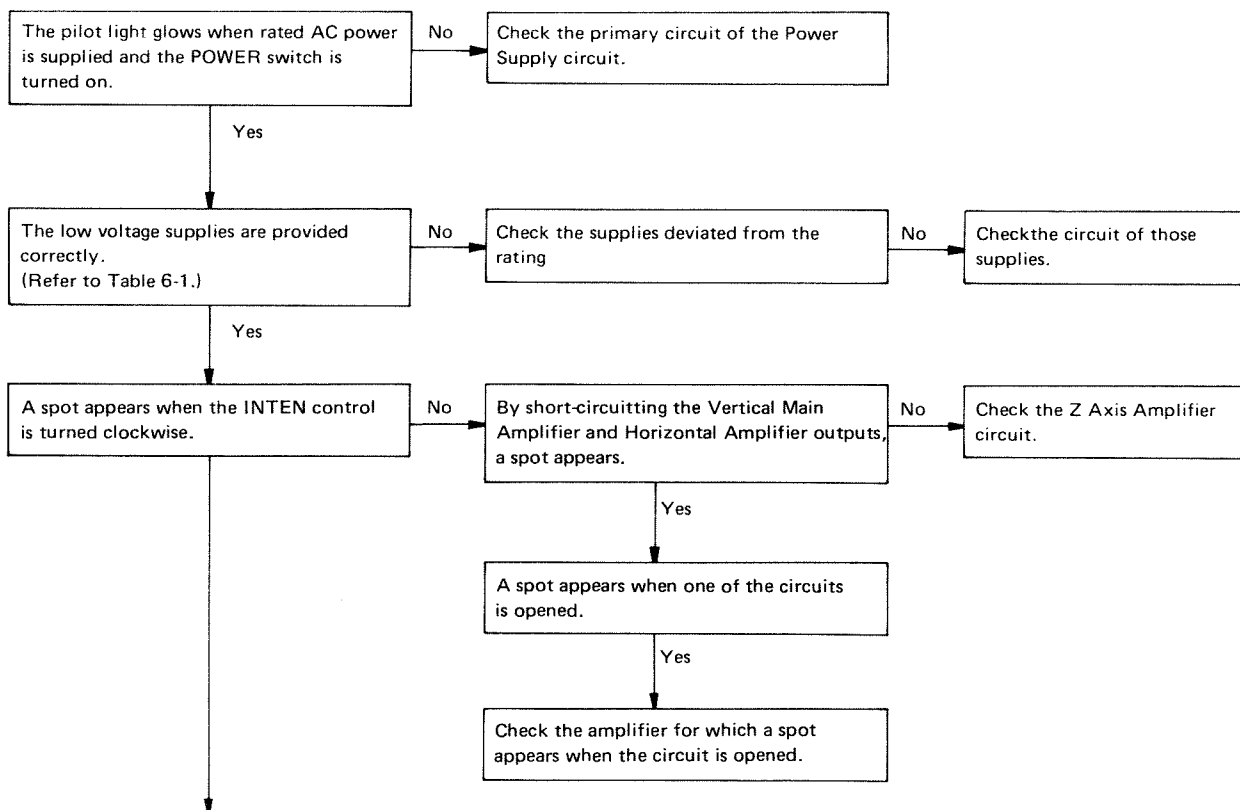 The pilot light glows when rated AC power
is supplied and the POWER switch is
turned on.
No
Check the primary circuit of the Power
Supply circuit.
Yes
The low voltage supplies are provided
correctly.
(Refer to Table 6-1.)
No
Check the supplies deviated from the
rating
No
Checkthe circuit of those
supplies.
Yes
A spot appears when the INTEN control
is turned clockwise.
No
By short-circuitting the Vertical Main
Amplifier and Horizontal Amplifier outputs,
a spot appears.
No
Check the Z Axis Amplifier
circuit.
Yes
A spot appears when one of the circuits
is opened.
Yes
Check the amplifier for which a spot
appears when the circuit is opened.